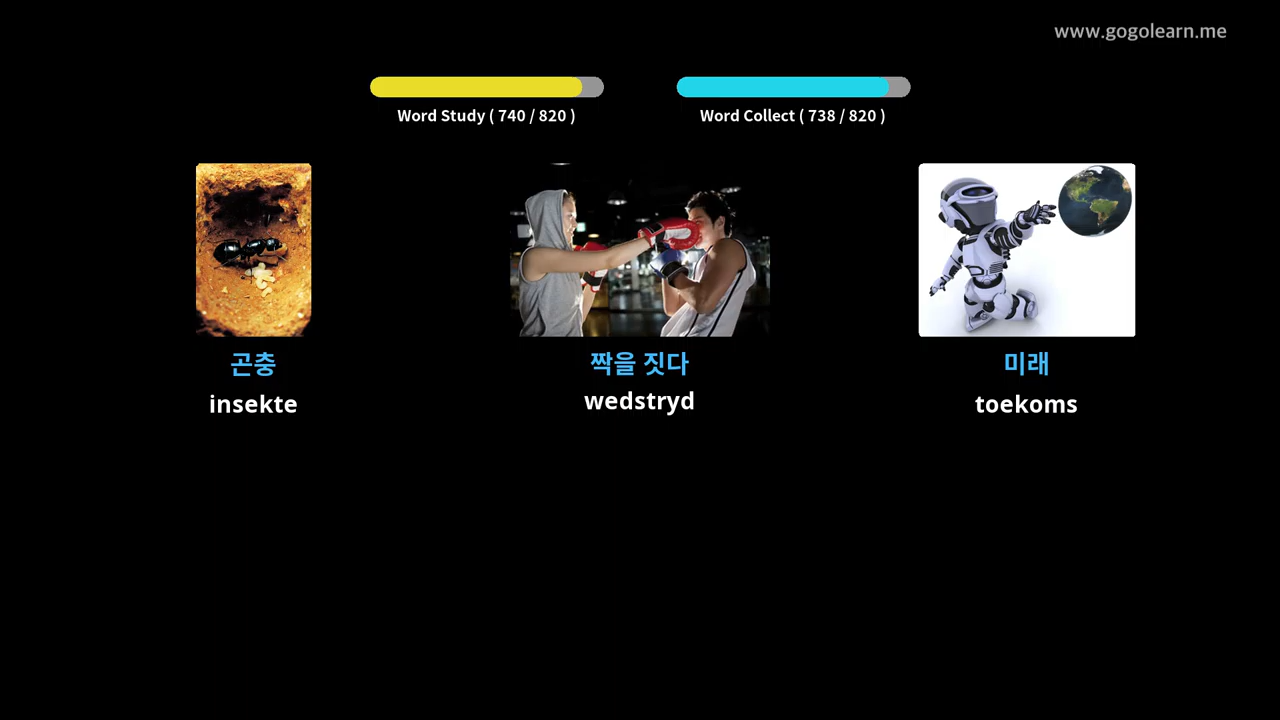 www.gogolearn.me
Word Study ( 740 / 820 )
Word Collect ( 738 / 820 )
곤충
짝을 짓다
미래
insekte
wedstryd
toekoms